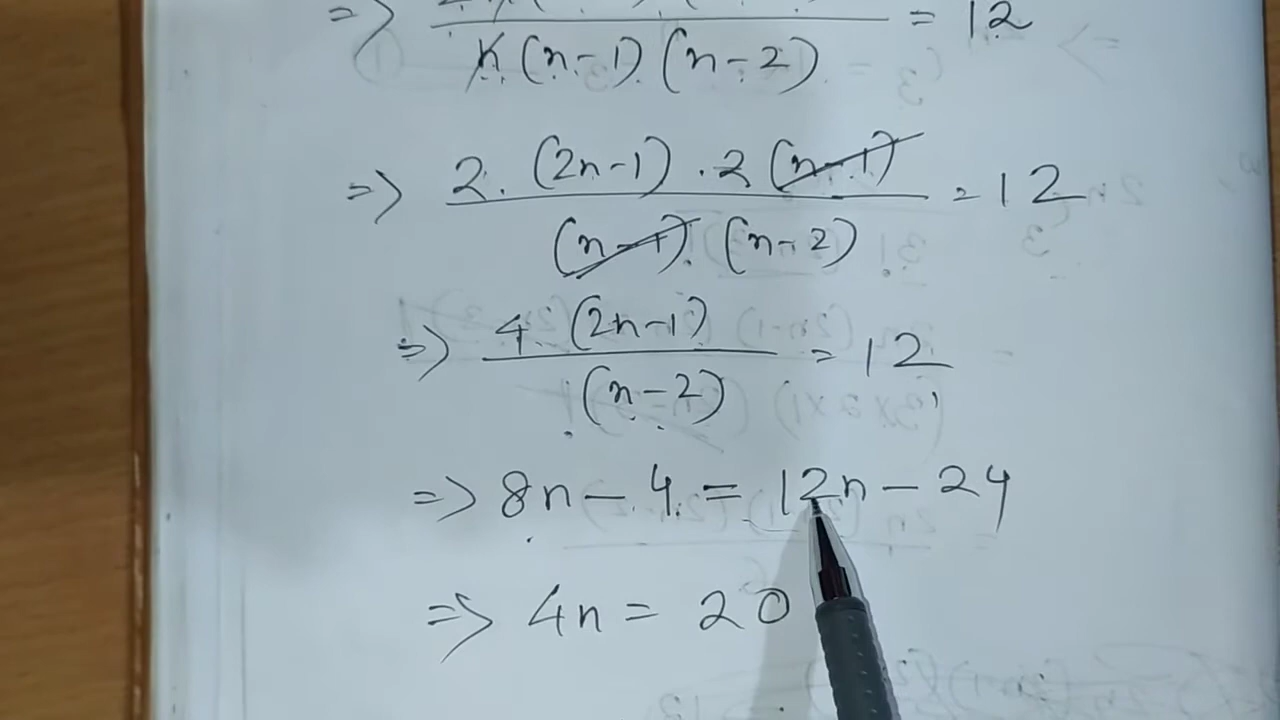 => / n(n-1)(n-2) = 12
=> 2.(2n-1).2(n-1) / (n-1).(n-2) = 12
=> 4.(2n-1) / (n-2) = 12
=> 8n - 4 = 12n - 24
=> 4n = 20